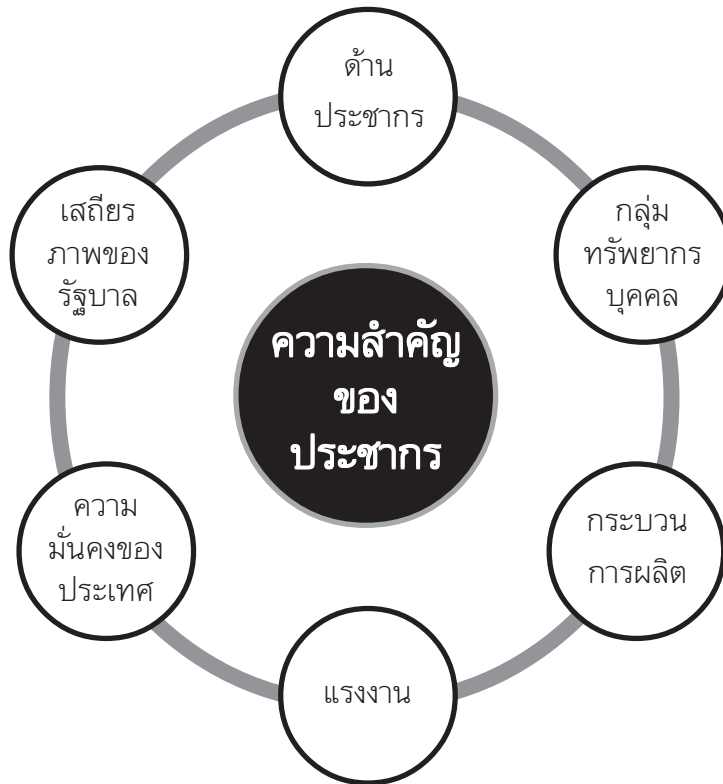 ด้าน
ประชากร
กลุ่ม
ทรัพยากร
บุคคล
กระบวน
การผลิต
แรงงาน
ความ
มั่นคงของ
ประเทศ
เสถียร
ภาพของ
รัฐบาล
ความสำคัญ
ของ
ประชากร